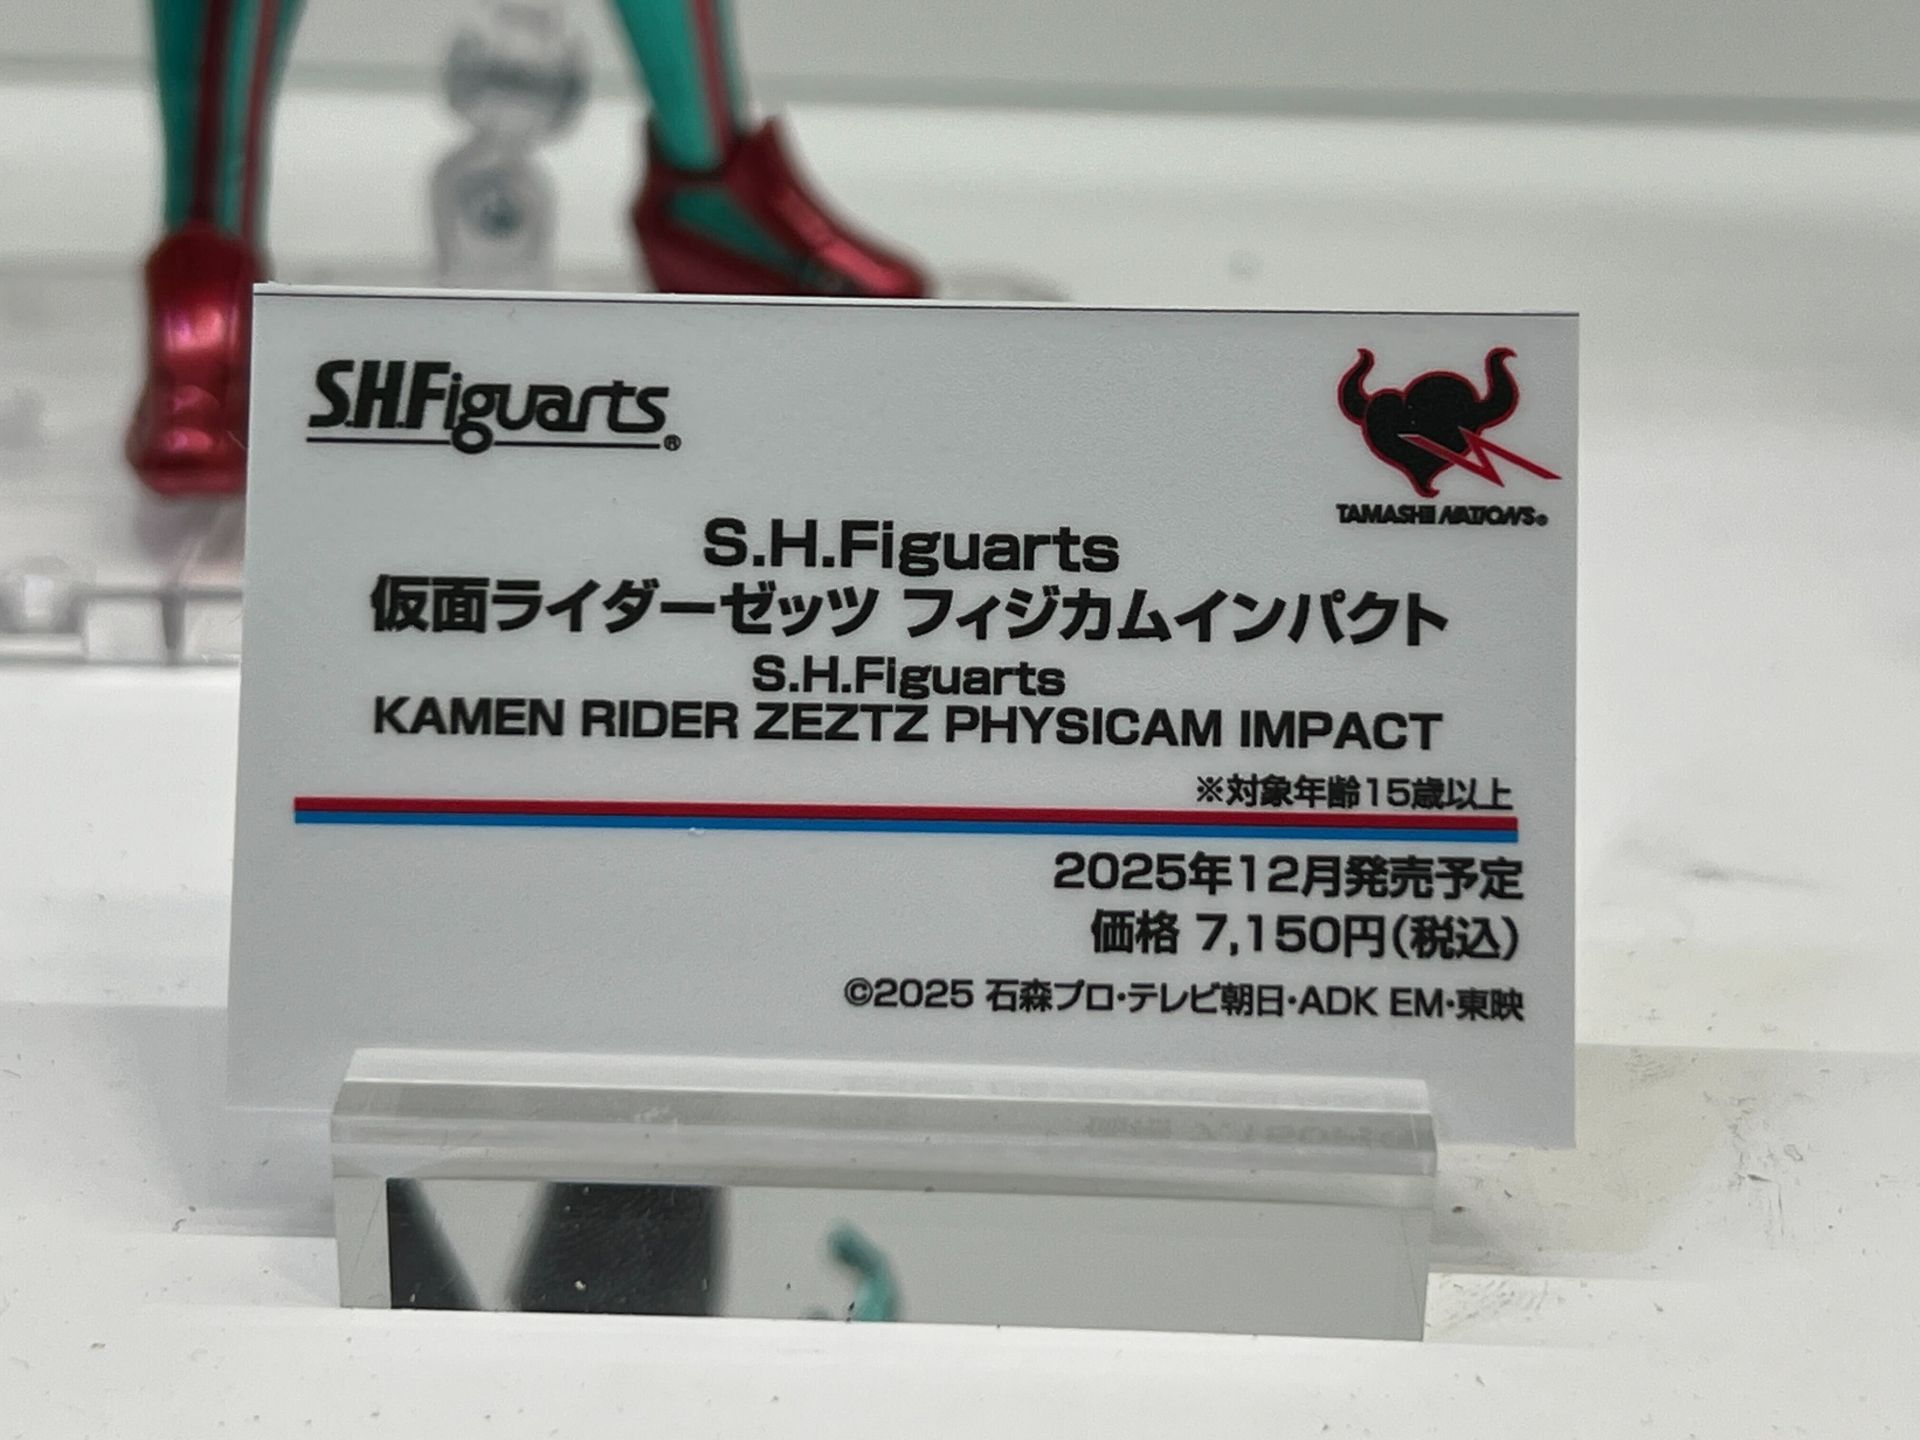 S.H.Figuarts®
TAMASHII NATIONS®
S.H.Figuarts
仮面ライダーゼッツ フィジカムインパクト
S.H.Figuarts
KAMEN RIDER ZEZTZ PHYSICAM IMPACT
※対象年齢15歳以上
2025年12月発売予定
価格 7,150円(税込)
©2025 石森プロ・テレビ朝日・ADK EM・東映